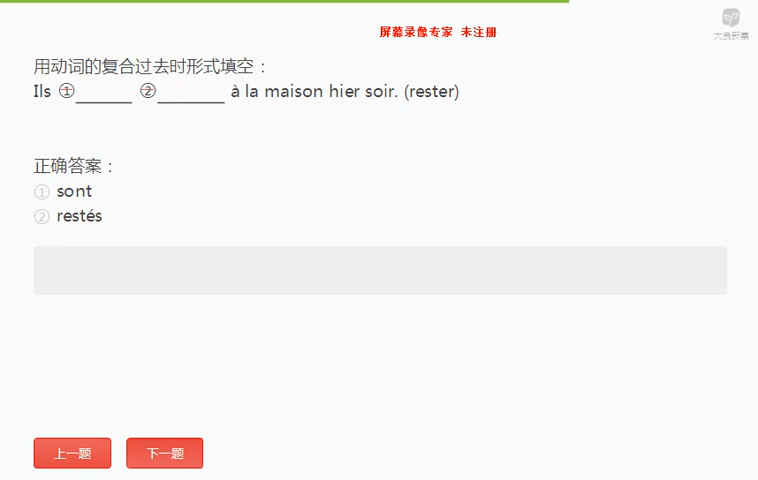 屏幕录像专家 未注册
大良新素
用动词的复合过去时形式填空：
Ils ①______ ②_______ à la maison hier soir. (rester)
正确答案：
① sont
② restés
上一题
下一题